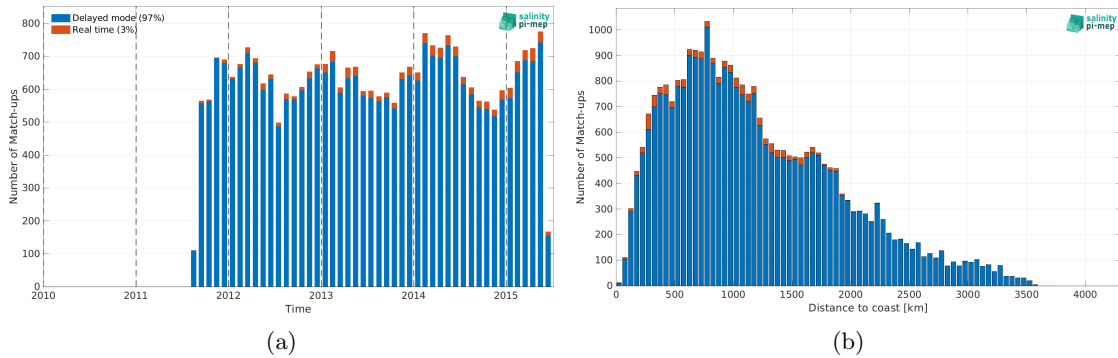 Delayed mode (97%)
Real time (3%)
salinity
pi-mep
Number of Match-ups
800
700
600
500
400
300
200
100
0
2010 2011 2012 2013 2014 2015
Time
(a)
salinity
pi-mep
Number of Match-ups
1000
900
800
700
600
500
400
300
200
100
0
0 500 1000 1500 2000 2500 3000 3500 4000
Distance to coast [km]
(b)